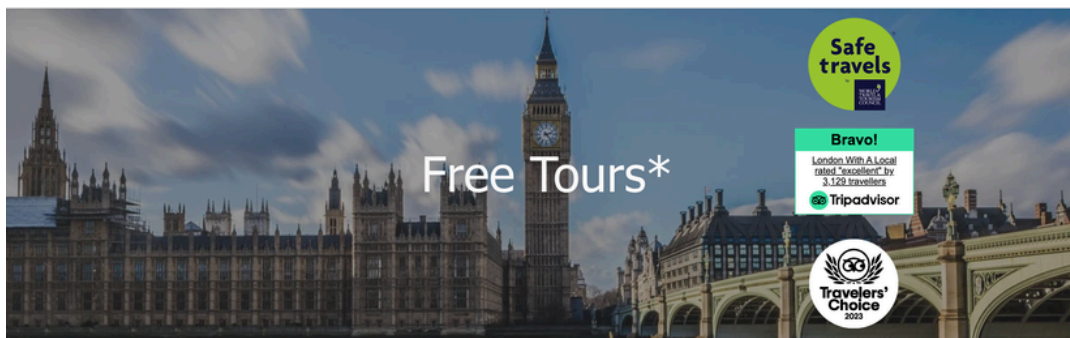 Free Tours*
Safe
travels
by
WORLD
TRAVEL &
TOURISM
COUNCIL
Bravo!
London With A Local
rated "excellent" by
3,129 travellers
Tripadvisor
Travelers'
Choice
2023